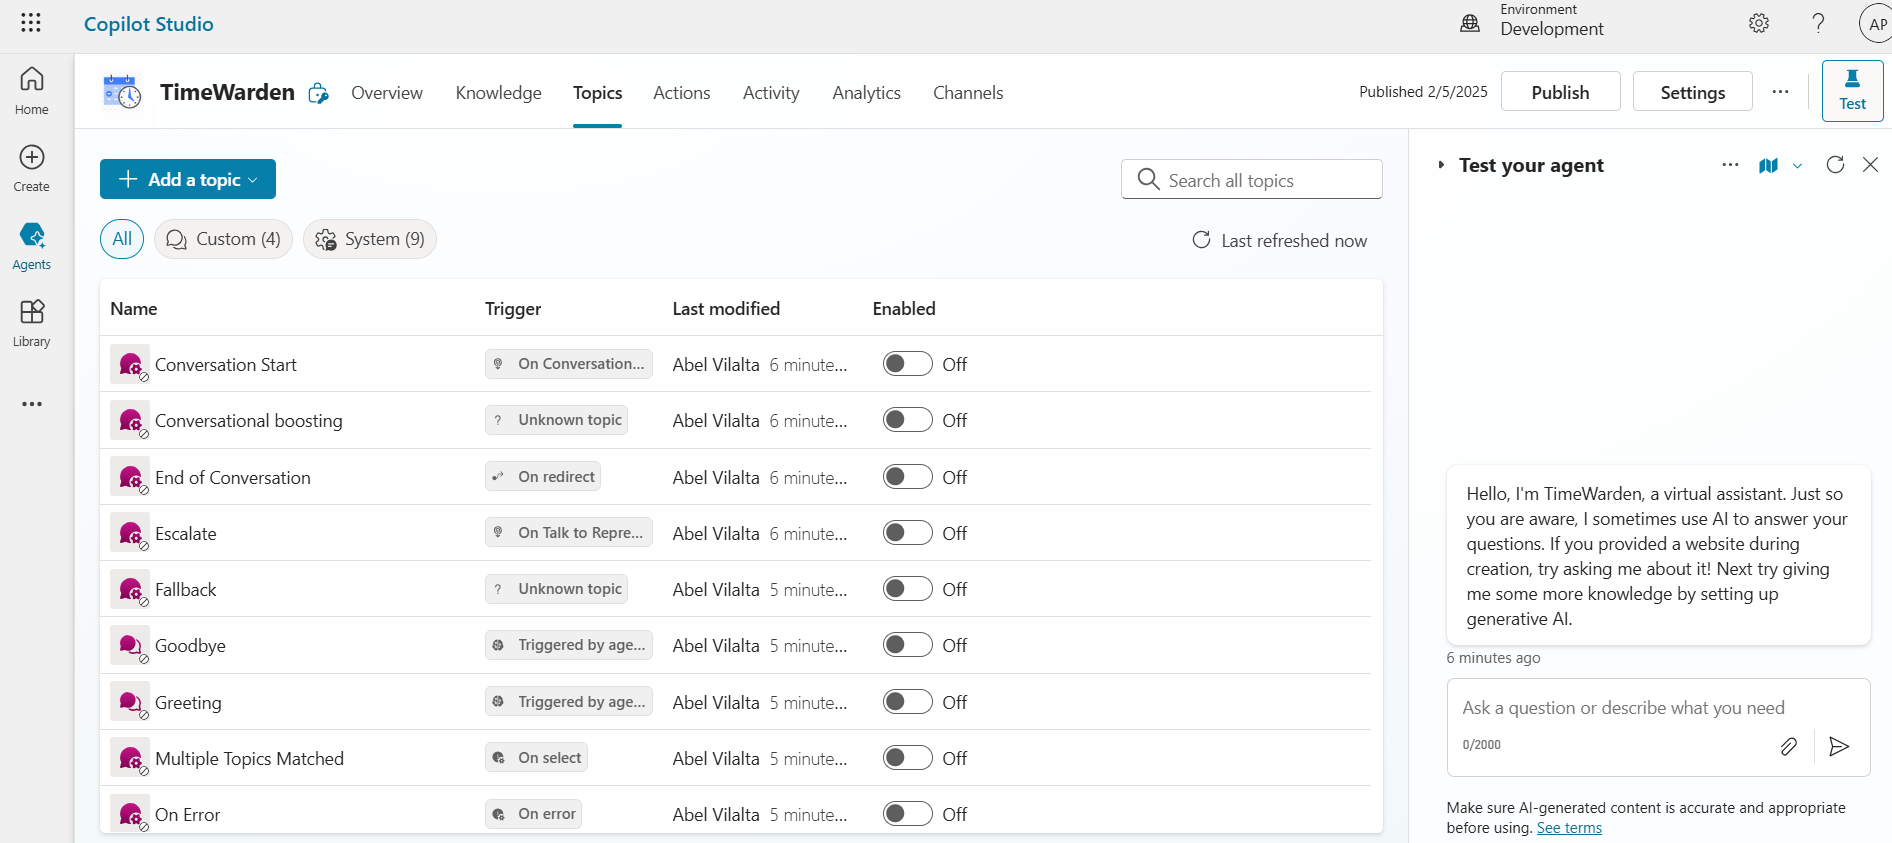 Copilot Studio
Environment
Development
AP
Home
Create
Agents
Library
TimeWarden
Overview
Knowledge
Topics
Actions
Activity
Analytics
Channels
Published 2/5/2025
Publish
Settings
Test
Add a topic
Search all topics
All
Custom (4)
System (9)
Last refreshed now
Name Trigger Last modified Enabled
Conversation Start On Conversation... Abel Vilalta 6 minute... Off
Conversational boosting ? Unknown topic Abel Vilalta 6 minute... Off
End of Conversation On redirect Abel Vilalta 6 minute... Off
Escalate On Talk to Repre... Abel Vilalta 6 minute... Off
Fallback ? Unknown topic Abel Vilalta 5 minute... Off
Goodbye Triggered by age... Abel Vilalta 5 minute... Off
Greeting Triggered by age... Abel Vilalta 5 minute... Off
Multiple Topics Matched On select Abel Vilalta 5 minute... Off
On Error On error Abel Vilalta 5 minute... Off
Test your agent
Hello, I'm TimeWarden, a virtual assistant. Just so
you are aware, I sometimes use AI to answer your
questions. If you provided a website during
creation, try asking me about it! Next try giving
me some more knowledge by setting up
generative AI.
6 minutes ago
Ask a question or describe what you need
0/2000
Make sure AI-generated content is accurate and appropriate
before using. See terms